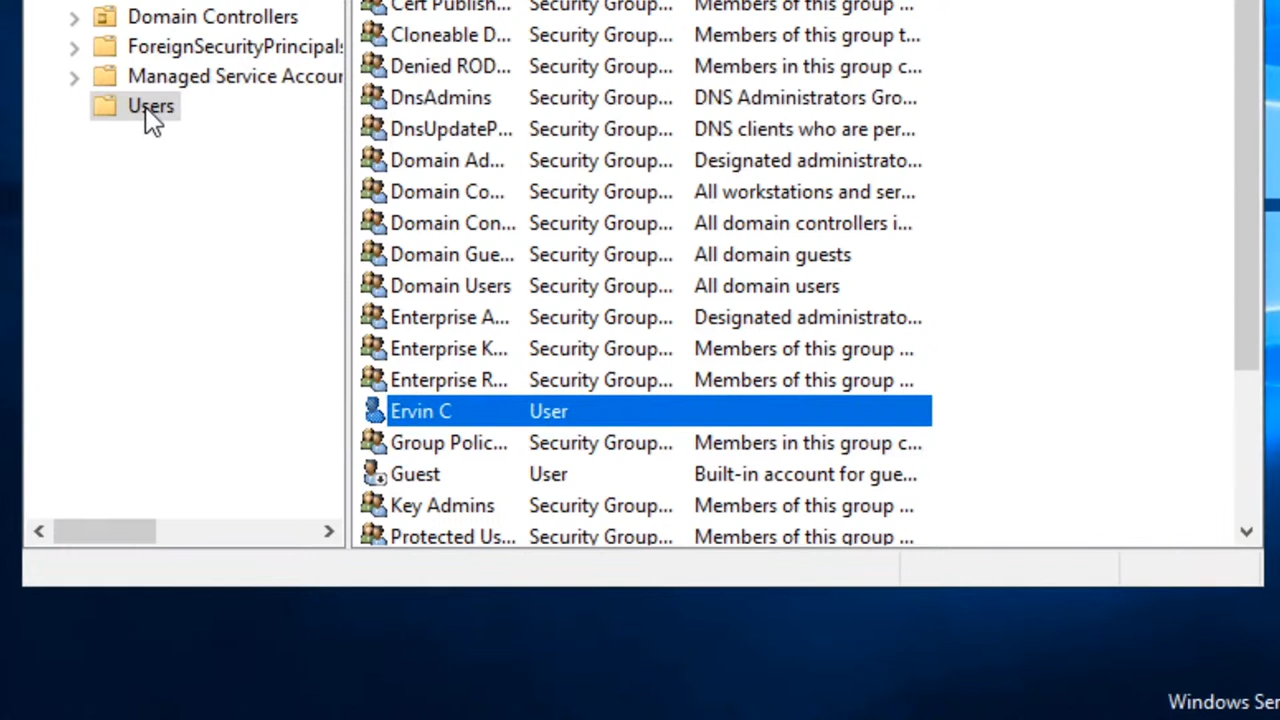 Domain Controllers
ForeignSecurityPrincipals
Managed Service Accour
Users
Cert Publish... Security Group... Members of this group ...
Cloneable D... Security Group... Members of this group t...
Denied ROD... Security Group... Members in this group c...
DnsAdmins Security Group... DNS Administrators Gro...
DnsUpdateP... Security Group... DNS clients who are per...
Domain Ad... Security Group... Designated administrato...
Domain Co... Security Group... All workstations and ser...
Domain Con... Security Group... All domain controllers i...
Domain Gue... Security Group... All domain guests
Domain Users Security Group... All domain users
Enterprise A... Security Group... Designated administrato...
Enterprise K... Security Group... Members of this group ...
Enterprise R... Security Group... Members of this group ...
Ervin C User
Group Polic... Security Group... Members in this group c...
Guest User Built-in account for gue...
Key Admins Security Group... Members of this group ...
Protected Us... Security Group... Members of this group ...
Windows Ser